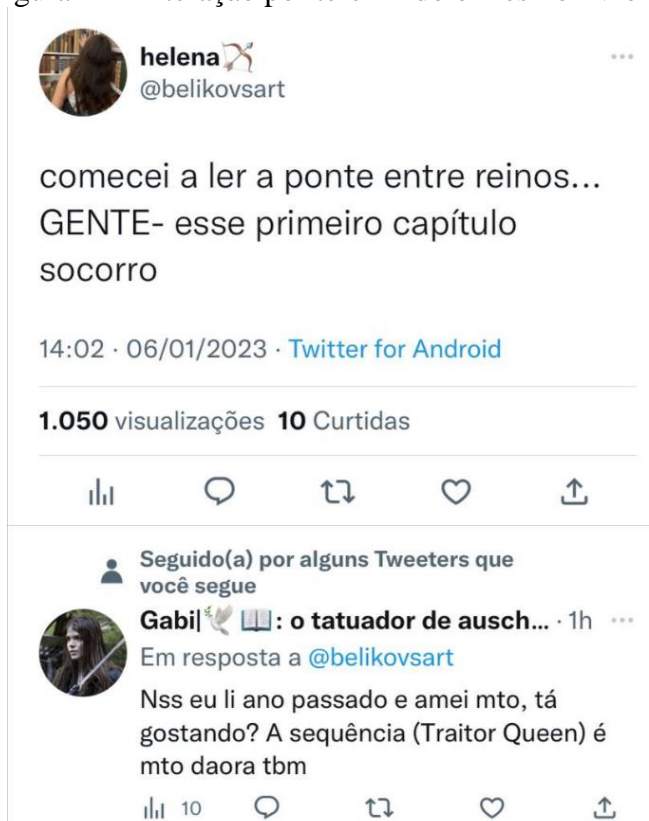 helena
@belikovsart
comecei a ler a ponte entre reinos...
GENTE- esse primeiro capítulo
socorro
14:02 · 06/01/2023 · Twitter for Android
1.050 visualizações 10 Curtidas
Seguido(a) por alguns Tweeters que
você segue
Gabi| : o tatuador de ausch... · 1h
Em resposta a @belikovsart
Nss eu li ano passado e amei mto, tá
gostando? A sequência (Traitor Queen) é
mto daora tbm
10